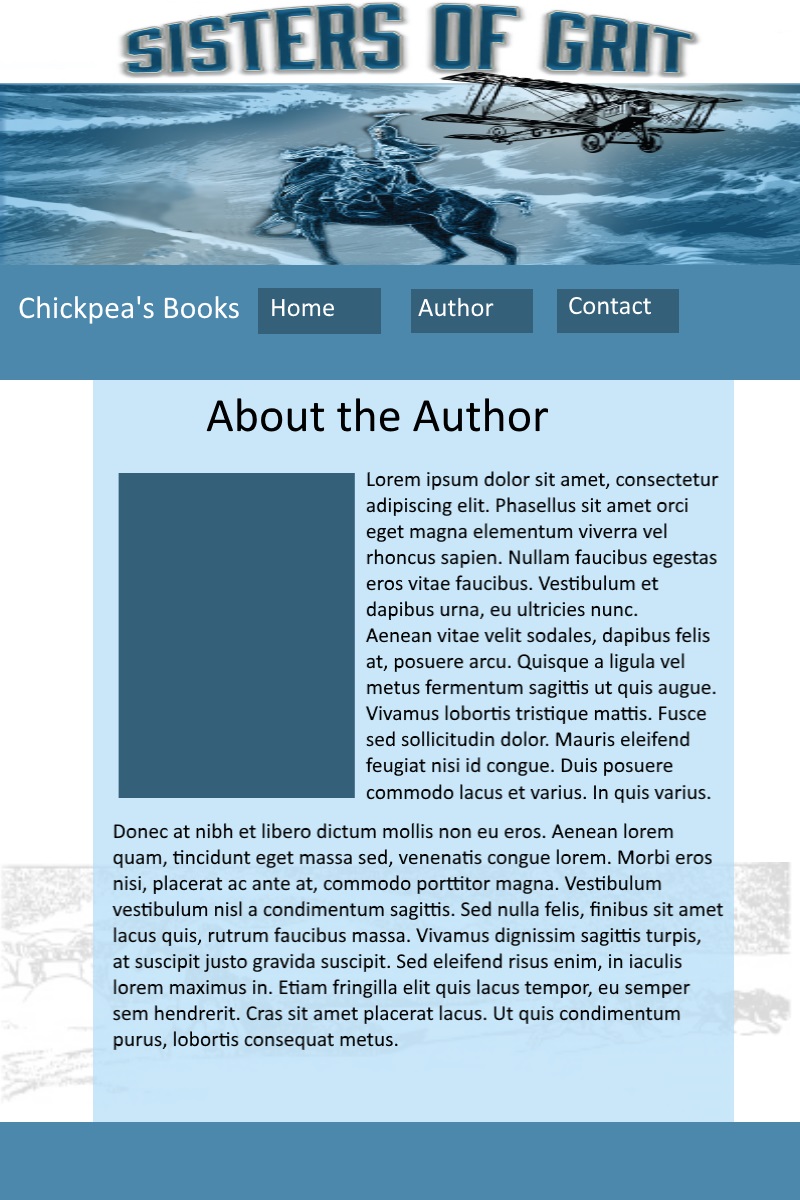 SISTERS OF GRIT
Chickpea's Books
Home
Author
Contact
About the Author
Lorem ipsum dolor sit amet, consectetur
adipiscing elit. Phasellus sit amet orci
eget magna elementum viverra vel
rhoncus sapien. Nullam faucibus egestas
eros vitae faucibus. Vestibulum et
dapibus urna, eu ultricies nunc.
Aenean vitae velit sodales, dapibus felis
at, posuere arcu. Quisque a ligula vel
metus fermentum sagittis ut quis augue.
Vivamus lobortis tristique mattis. Fusce
sed sollicitudin dolor. Mauris eleifend
feugiat nisi id congue. Duis posuere
commodo lacus et varius. In quis varius.
Donec at nibh et libero dictum mollis non eu eros. Aenean lorem
quam, tincidunt eget massa sed, venenatis congue lorem. Morbi eros
nisi, placerat ac ante at, commodo porttitor magna. Vestibulum
vestibulum nisl a condimentum sagittis. Sed nulla felis, finibus sit amet
lacus quis, rutrum faucibus massa. Vivamus dignissim sagittis turpis,
at suscipit justo gravida suscipit. Sed eleifend risus enim, in iaculis
lorem maximus in. Etiam fringilla elit quis lacus tempor, eu semper
sem hendrerit. Cras sit amet placerat lacus. Ut quis condimentum
purus, lobortis consequat metus.